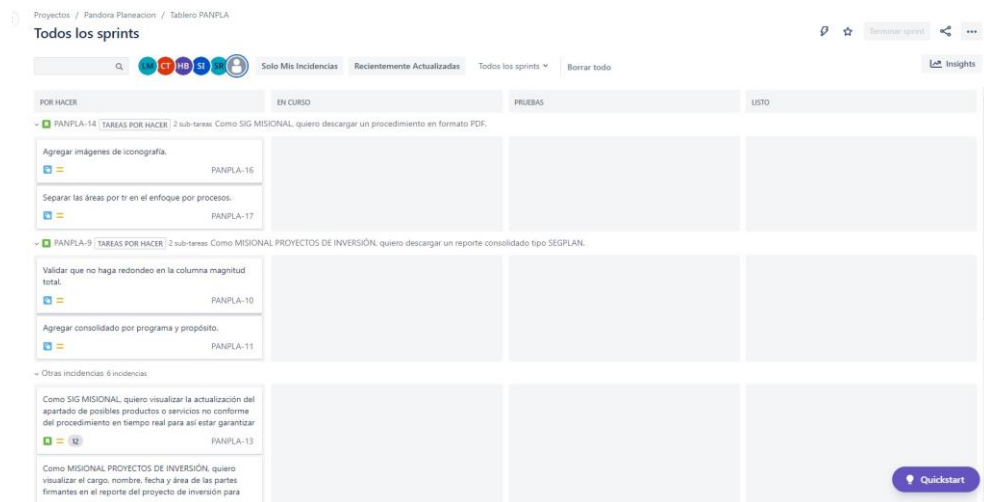 Proyectos / Pandora Planeacion / Tablero PANPLA
Todos los sprints
Terminar sprint
LM CT HB SI SR
Solo Mis Incidencias
Recientemente Actualizadas
Todos los sprints
Borrar todo
Insights
POR HACER
EN CURSO
PRUEBAS
LISTO
PANPLA-14 TAREAS POR HACER 2 sub-tareas Como SIG MISIONAL, quiero descargar un procedimiento en formato PDF.
Agregar imágenes de iconografía.
PANPLA-16
Separar las áreas por tr en el enfoque por procesos.
PANPLA-17
PANPLA-9 TAREAS POR HACER 2 sub-tareas Como MISIONAL PROYECTOS DE INVERSIÓN, quiero descargar un reporte consolidado tipo SEGPLAN.
Validar que no haga redondeo en la columna magnitud
total.
PANPLA-10
Agregar consolidado por programa y propósito.
PANPLA-11
Otras incidencias 6 incidencias
Como SIG MISIONAL, quiero visualizar la actualización del
apartado de posibles productos o servicios no conforme
del procedimiento en tiempo real para así estar garantizar
12
PANPLA-13
Como MISIONAL PROYECTOS DE INVERSIÓN, quiero
visualizar el cargo, nombre, fecha y área de las partes
firmantes en el reporte del proyecto de inversión para
Quickstart